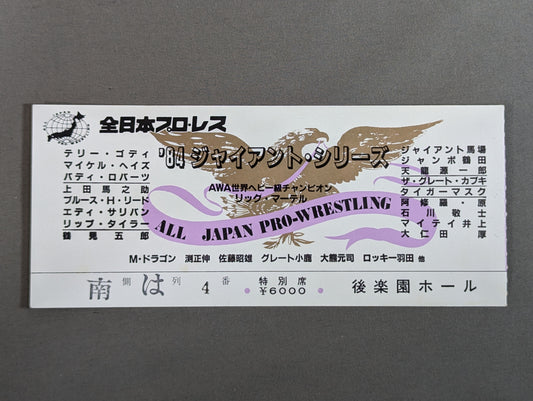 全日本プロ・レス
'84 ジャイアント・シリーズ
AWA世界ヘビー級チャンピオン
リック・マーテル
ALL JAPAN PRO-WRESTLING
テリー・ゴディ
マイケル・ヘイズ
バディ・ロバーツ
上田馬之助
ブルース・H・リード
エディ・サリバン
リップ・タイラー
鶴見五郎
ジャイアント馬場
ジャンボ鶴田
天龍源一郎
ザ・グレート・カブキ
タイガーマスク
阿修羅・原
石川敬士
マイティ井上
大仁田厚
M・ドラゴン 渕正伸 佐藤昭雄 グレート小鹿 大熊元司 ロッキー羽田 他
南側 は列 4番 ・特別席・ ¥6000 後楽園ホール